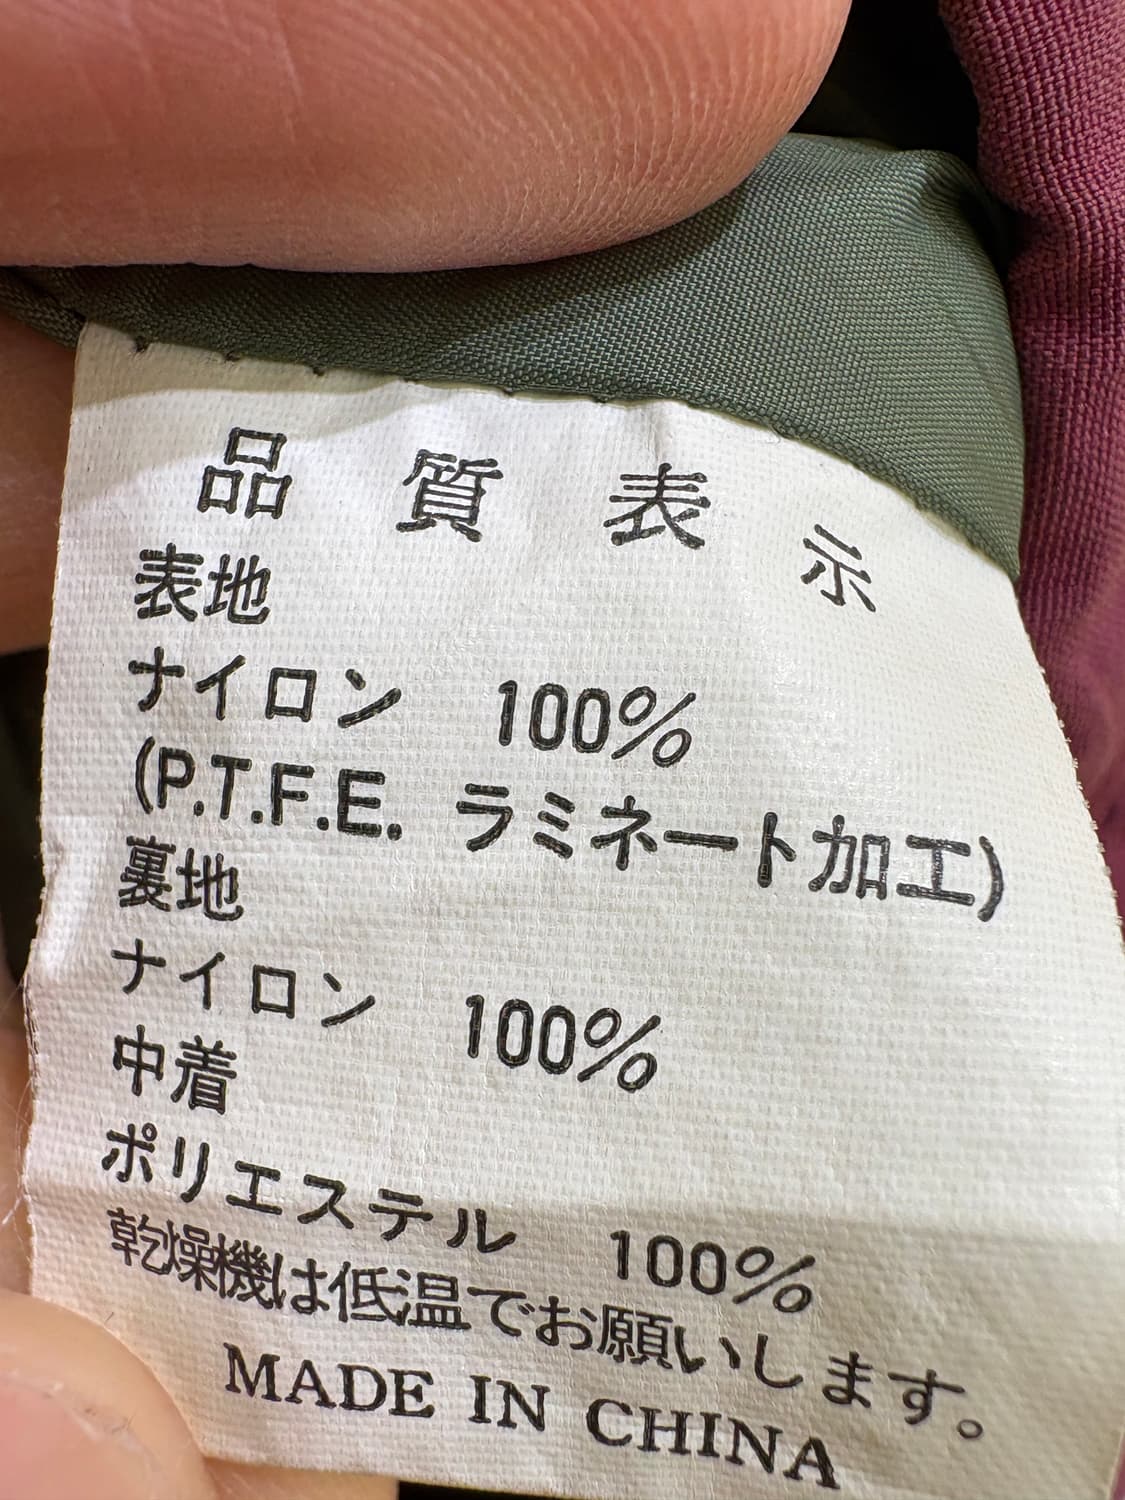 品質表示
表地
ナイロン 100%
(P.T.F.E. ラミネート加工)
裏地
ナイロン 100%
中着
ポリエステル 100%
乾燥機は低温でお願いします。
MADE IN CHINA